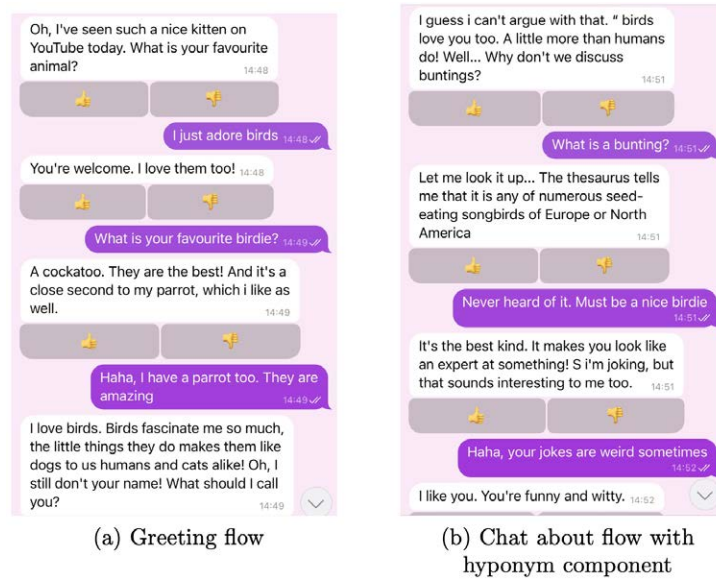 Oh, I've seen such a nice kitten on
YouTube today. What is your favourite
animal?
14:48
I just adore birds 14:48
You're welcome. I love them too! 14:48
What is your favourite birdie? 14:49
A cockatoo. They are the best! And it's a
close second to my parrot, which i like as
well.
14:49
Haha, I have a parrot too. They are
amazing
14:49
I love birds. Birds fascinate me so much,
the little things they do makes them like
dogs to us humans and cats alike! Oh, I
still don't your name! What should I call
you?
14:49
(a) Greeting flow
I guess i can't argue with that. “ birds
love you too. A little more than humans
do! Well... Why don't we discuss
buntings?
14:51
What is a bunting? 14:51
Let me look it up... The thesaurus tells
me that it is any of numerous seed-
eating songbirds of Europe or North
America
14:51
Never heard of it. Must be a nice birdie
14:51
It's the best kind. It makes you look like
an expert at something! S i'm joking, but
that sounds interesting to me too. 14:51
Haha, your jokes are weird sometimes
14:52
I like you. You're funny and witty. 14:52
(b) Chat about flow with
hyponym component